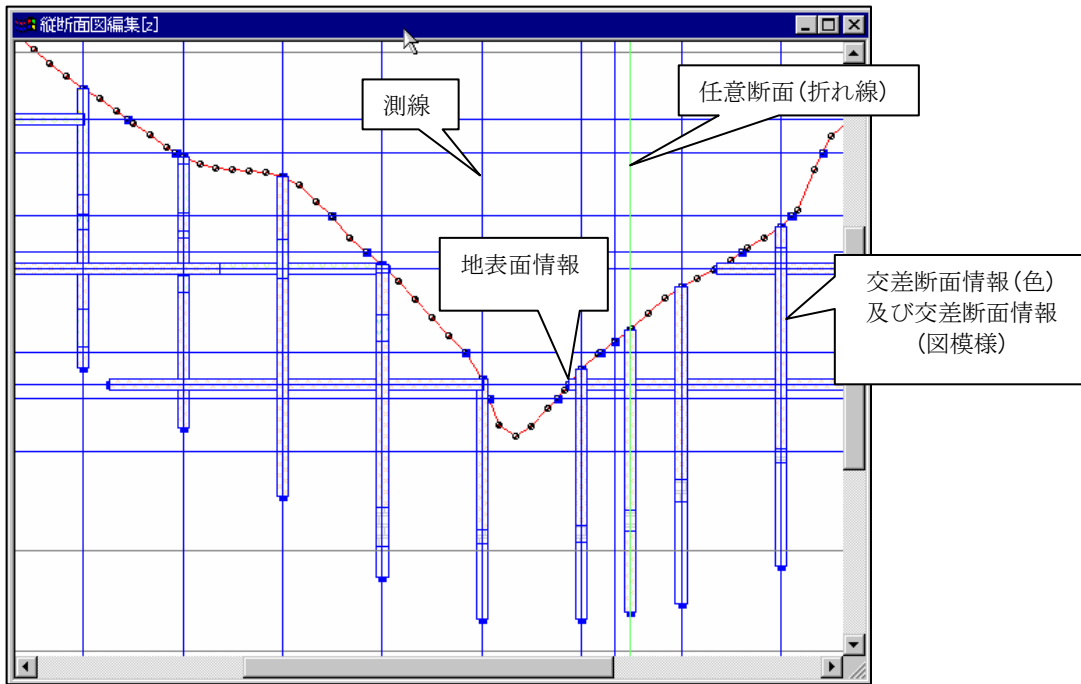 縦断面図編集[z]
測線
任意断面(折れ線)
地表面情報
交差断面情報(色)
及び交差断面情報
(図模様)